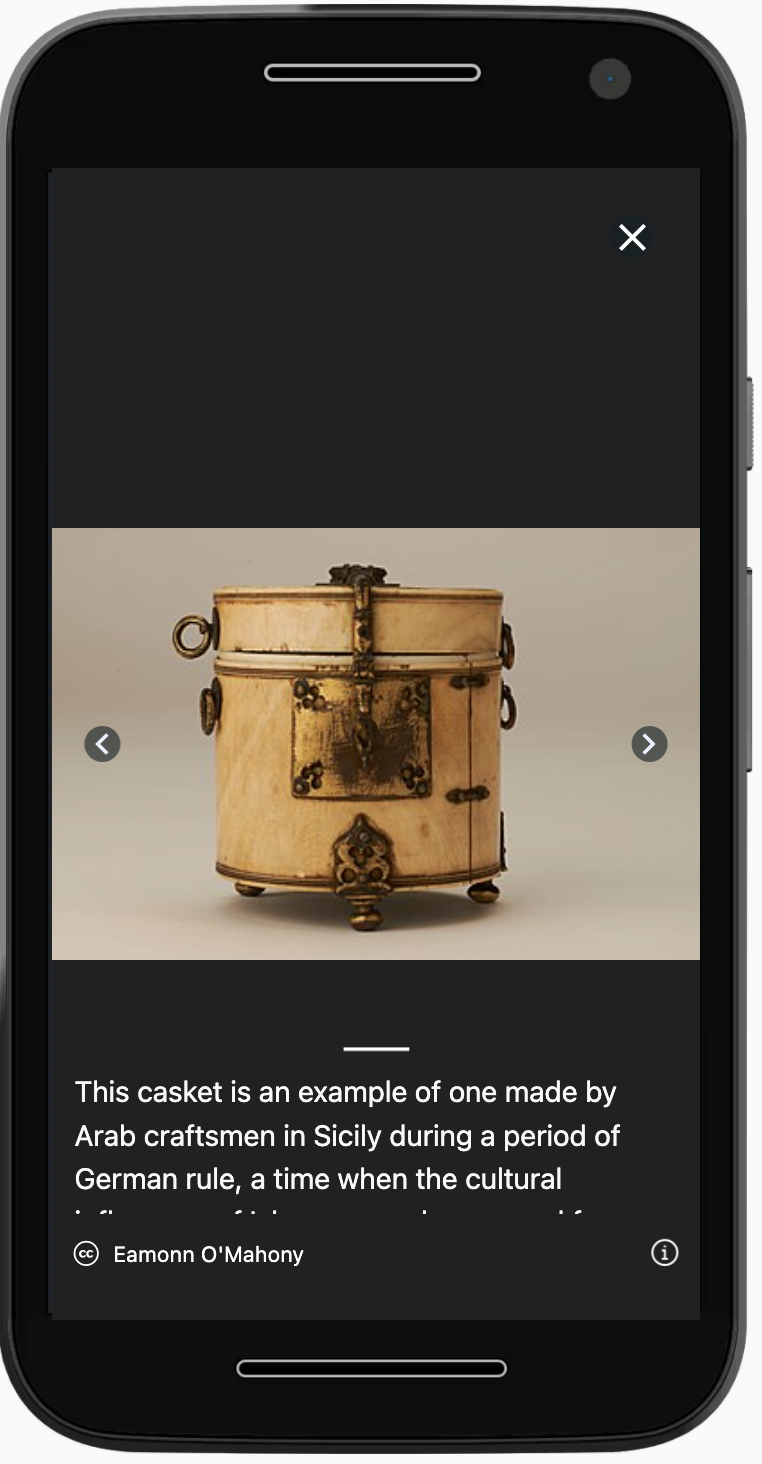 This casket is an example of one made by
Arab craftsmen in Sicily during a period of
German rule, a time when the cultural
cc Eamonn O'Mahony